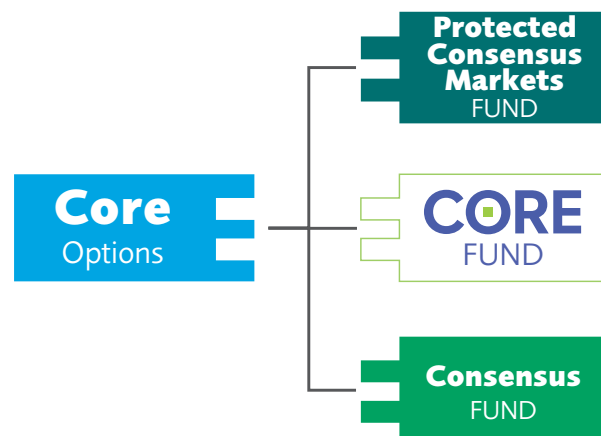 Core
Options
Protected
Consensus
Markets
FUND
CORE
FUND
Consensus
FUND